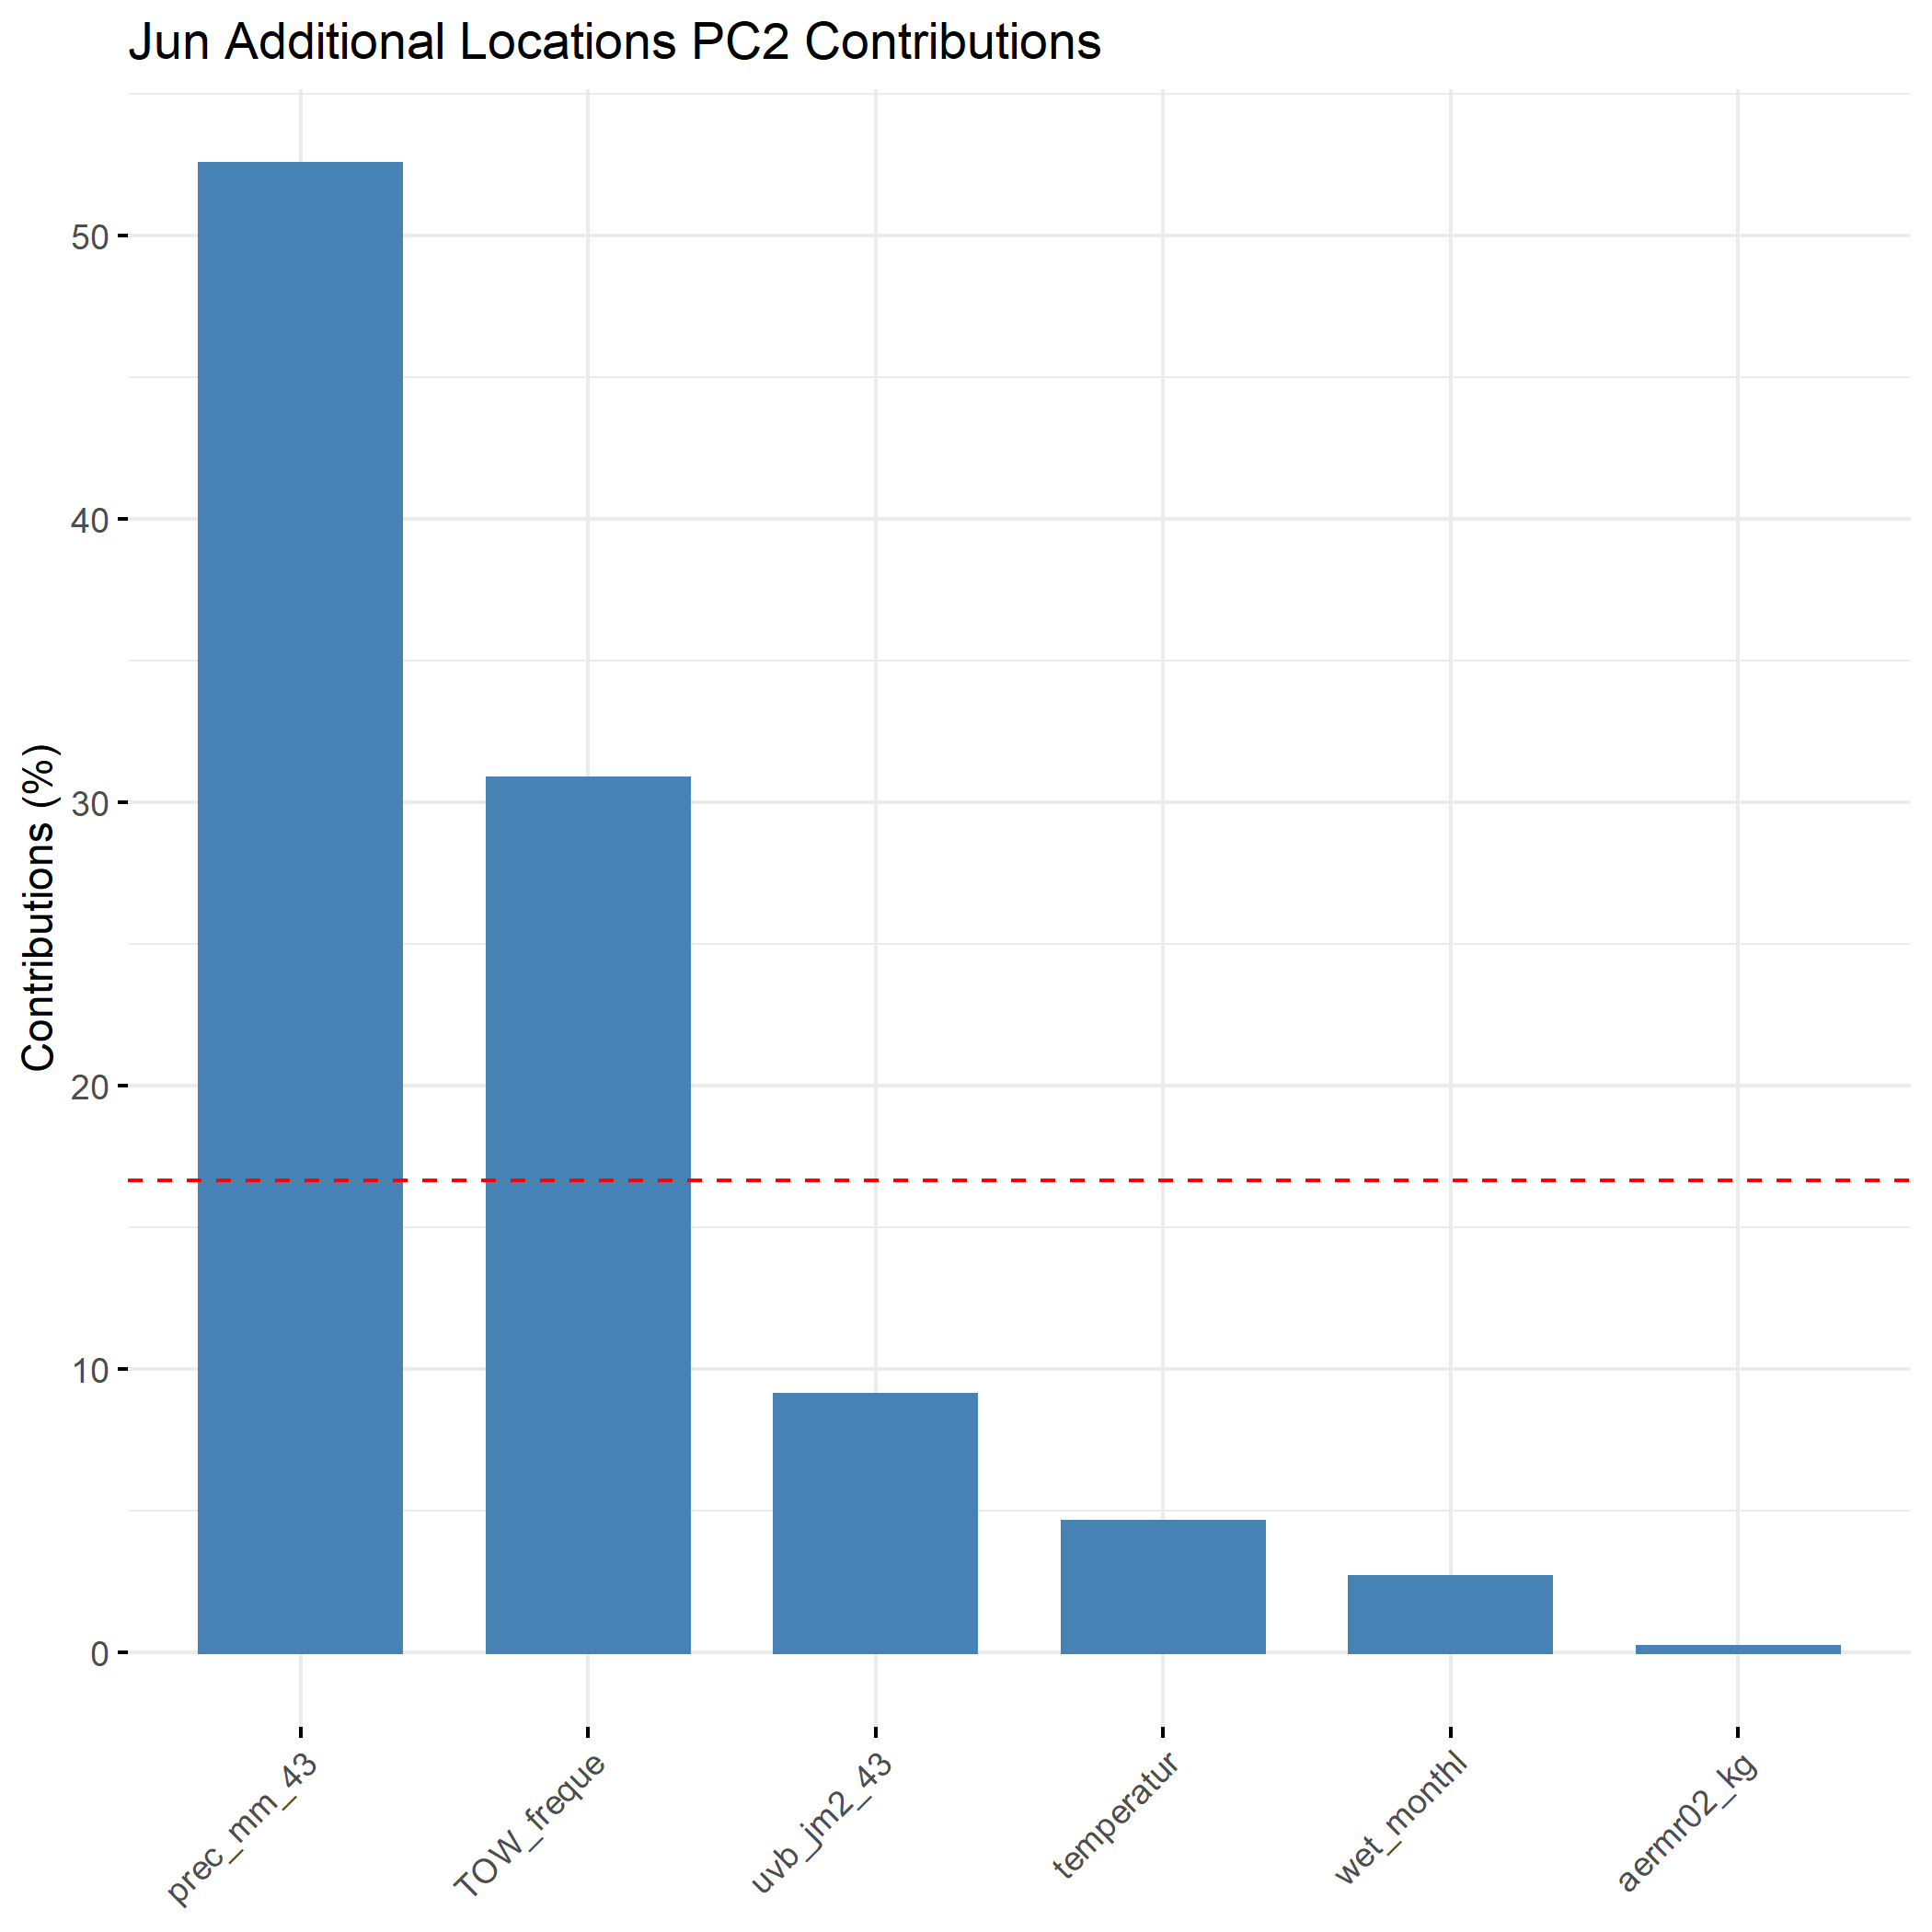 Jun Additional Locations PC2 Contributions
Contributions (%)
50
40
30
20
10
0
prec_mm_43
TOW_freque
uvb_jm2_43
temperatur
wet_monthl
aermr02_kg